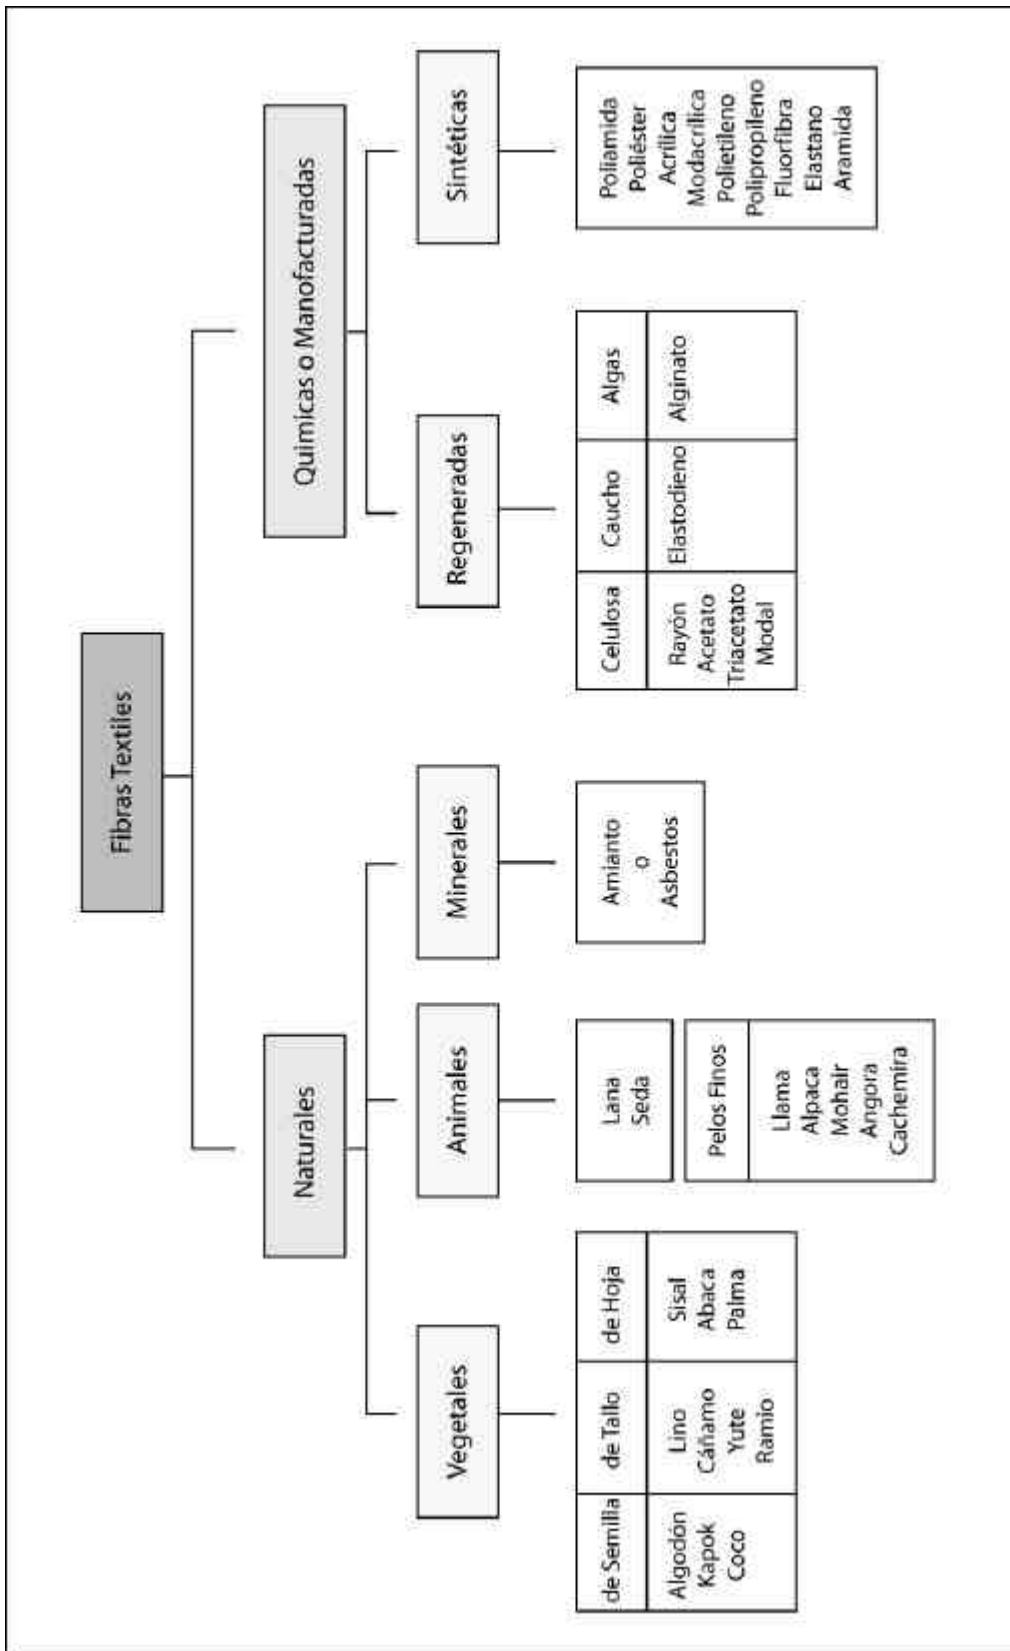 Fibras Textiles
Naturales
Quimicas o Manofacturadas
Vegetales
Animales
Minerales
Regeneradas
Sintéticas
de Semilla
de Tallo
de Hoja
Algodón
Kapok
Coco
Lino
Cáñamo
Yute
Ramio
Sisal
Abaca
Palma
Lana
Seda
Pelos Finos
Llama
Alpaca
Mohair
Angora
Cachemira
Amianto
o
Asbestos
Celulosa
Caucho
Algas
Rayón
Acetato
Triacetato
Modal
Elastodieno
Alginato
Poliamida
Poliéster
Acrílica
Modacrílica
Polietileno
Polipropileno
Fluorfibra
Elastano
Aramida